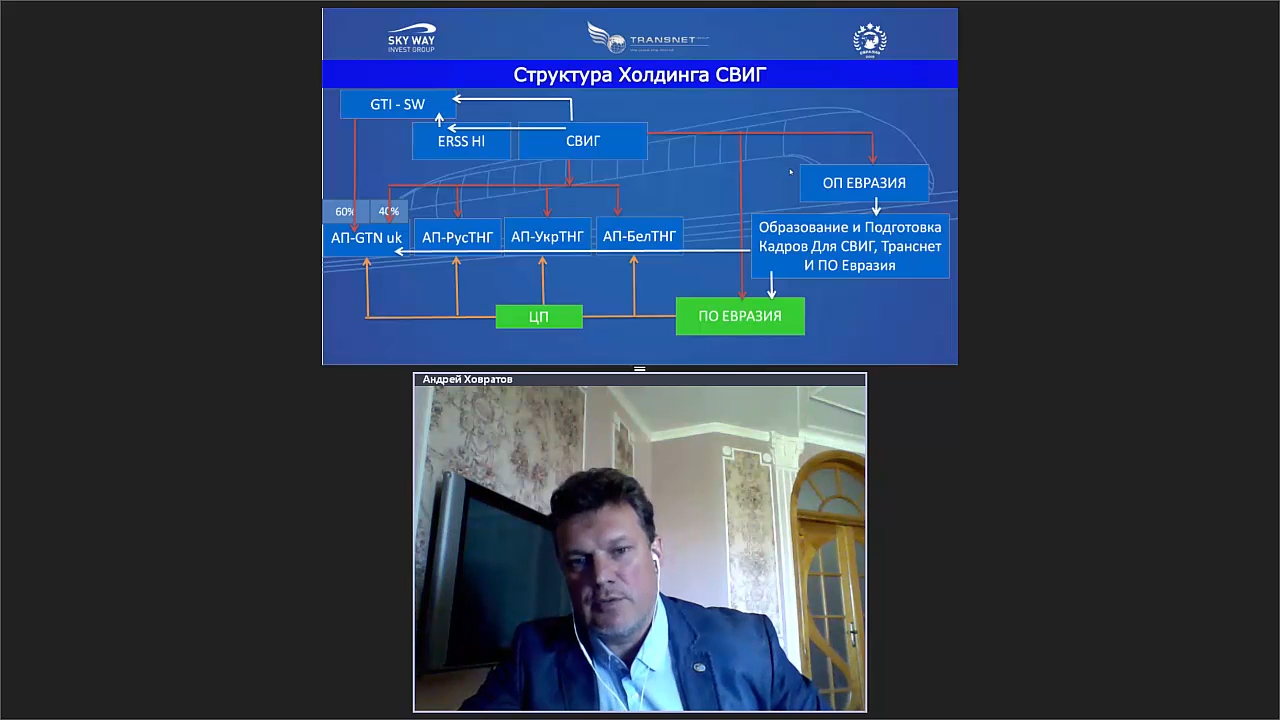 SKY WAY
INVEST GROUP
TRANSNET
ЕВРАЗИЯ
Структура Холдинга СВИГ
GTI - SW
ERSS Hl
СВИГ
ОП ЕВРАЗИЯ
60%
40%
АП-GTN uk
АП-РусТНГ
АП-УкрТНГ
АП-БелТНГ
Образование и Подготовка
Кадров Для СВИГ, Транснет
И ПО Евразия
ЦП
ПО ЕВРАЗИЯ
Андрей Ховратов